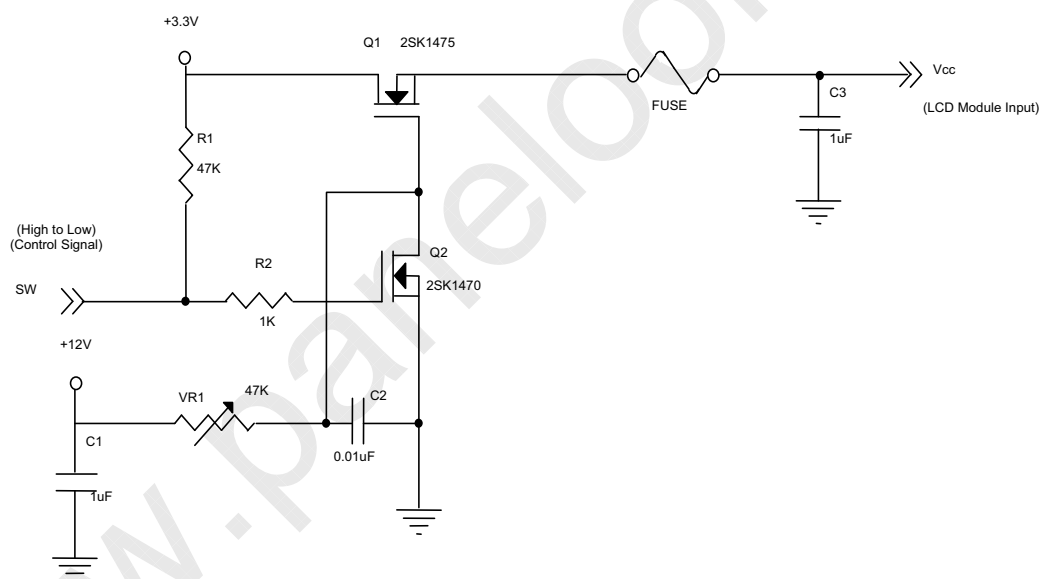 +3.3V
Q1 2SK1475
Vcc
C3
(LCD Module Input)
FUSE
1uF
R1
47K
(High to Low)
(Control Signal)
Q2
R2
SW
2SK1470
1K
+12V
47K
VR1
C2
C1
0.01uF
1uF